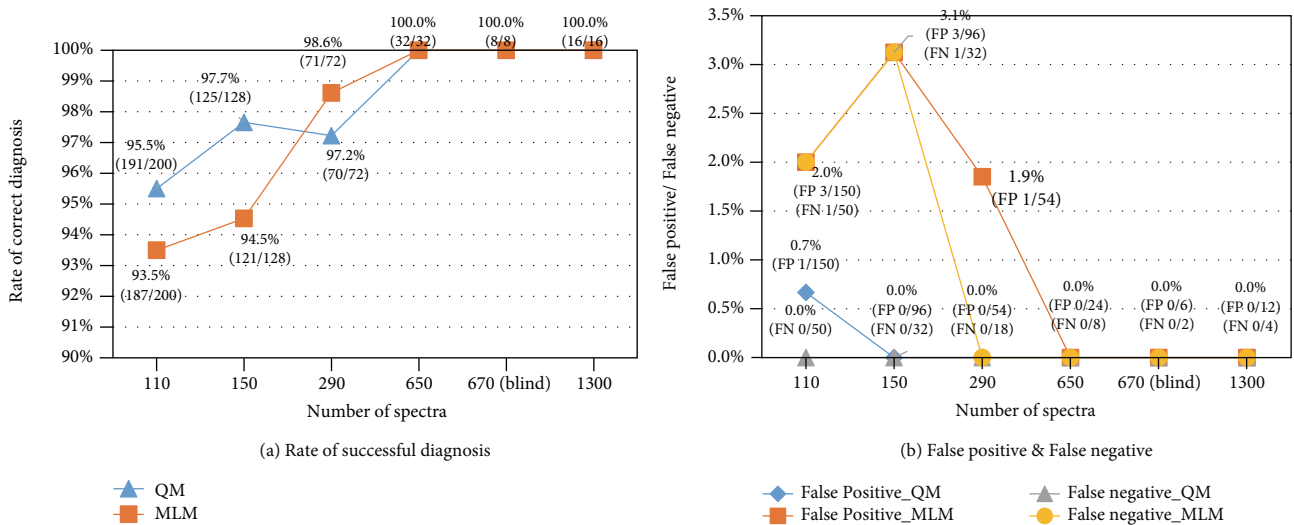 100%
99%
98%
97%
96%
95%
94%
93%
92%
91%
90%
Rate of correct diagnosis
95.5%
(191/200)
97.7%
(125/128)
98.6%
(71/72)
100.0%
(32/32)
100.0%
(8/8)
100.0%
(16/16)
97.2%
(70/72)
94.5%
(121/128)
93.5%
(187/200)
110
150
290
650
670 (blind)
1300
Number of spectra
(a) Rate of successful diagnosis
QM
MLM
3.5%
3.0%
2.5%
2.0%
1.5%
1.0%
0.5%
0.0%
False positive/ False negative
3.1%
(FP 3/96)
(FN 1/32)
2.0%
(FP 3/150)
(FN 1/50)
1.9%
(FP 1/54)
0.7%
(FP 1/150)
0.0%
(FN 0/50)
0.0%
(FP 0/96)
(FN 0/32)
0.0%
(FP 0/54)
(FN 0/18)
0.0%
(FP 0/24)
(FN 0/8)
0.0%
(FP 0/6)
(FN 0/2)
0.0%
(FP 0/12)
(FN 0/4)
110
150
290
650
670 (blind)
1300
Number of spectra
(b) False positive & False negative
False Positive_QM
False Positive_MLM
False negative_QM
False negative_MLM